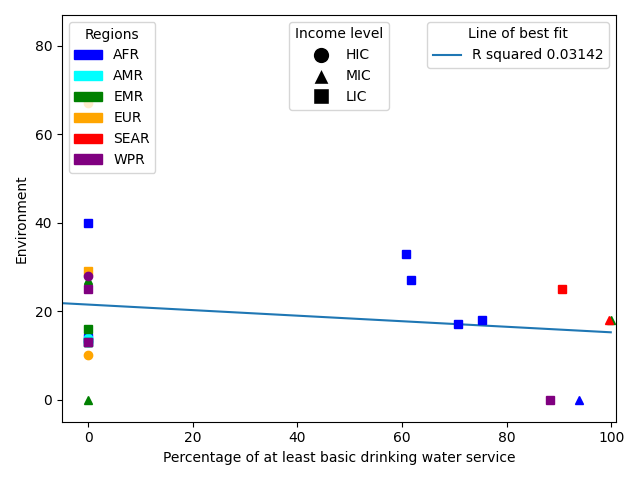 Regions
AFR
AMR
EMR
EUR
SEAR
WPR
Income level
HIC
MIC
LIC
Line of best fit
R squared 0.03142
Environment
80
60
40
20
0
0 20 40 60 80 100
Percentage of at least basic drinking water service